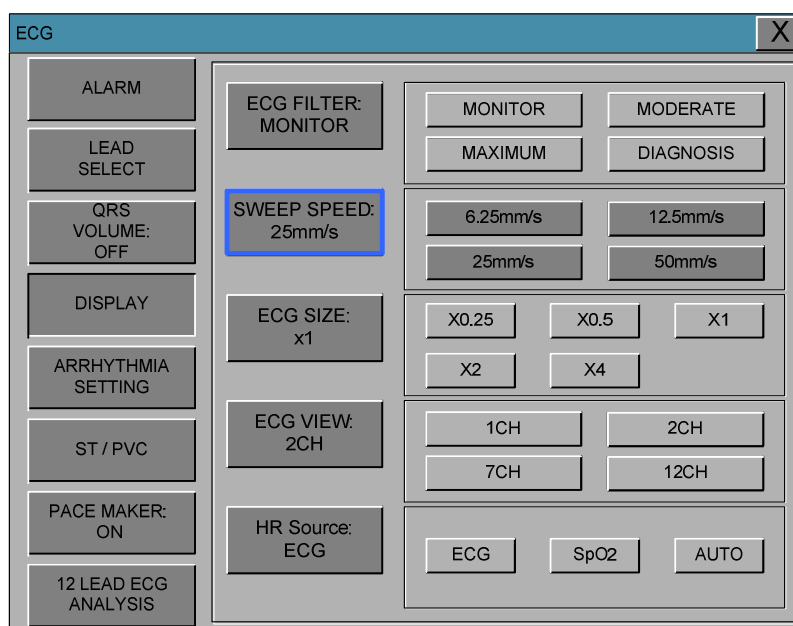 ECG
X
ALARM
LEAD
SELECT
QRS
VOLUME:
OFF
DISPLAY
ARRHYTHMIA
SETTING
ST / PVC
PACE MAKER:
ON
12 LEAD ECG
ANALYSIS
ECG FILTER:
MONITOR
MONITOR
MODERATE
MAXIMUM
DIAGNOSIS
SWEEP SPEED:
25mm/s
6.25mm/s
12.5mm/s
25mm/s
50mm/s
ECG SIZE:
x1
X0.25
X0.5
X1
X2
X4
ECG VIEW:
2CH
1CH
2CH
7CH
12CH
HR Source:
ECG
ECG
SpO2
AUTO